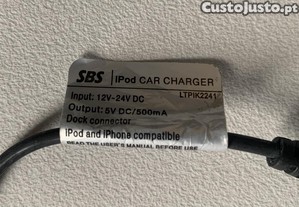 CustoJusto.pt
SBS | iPod CAR CHARGER
LTPIK2241
Input: 12V-24V DC
Output: 5V DC/500mA
Dock connector
iPod and iPhone compatible
READ THE USER'S MANUAL BEFORE USE